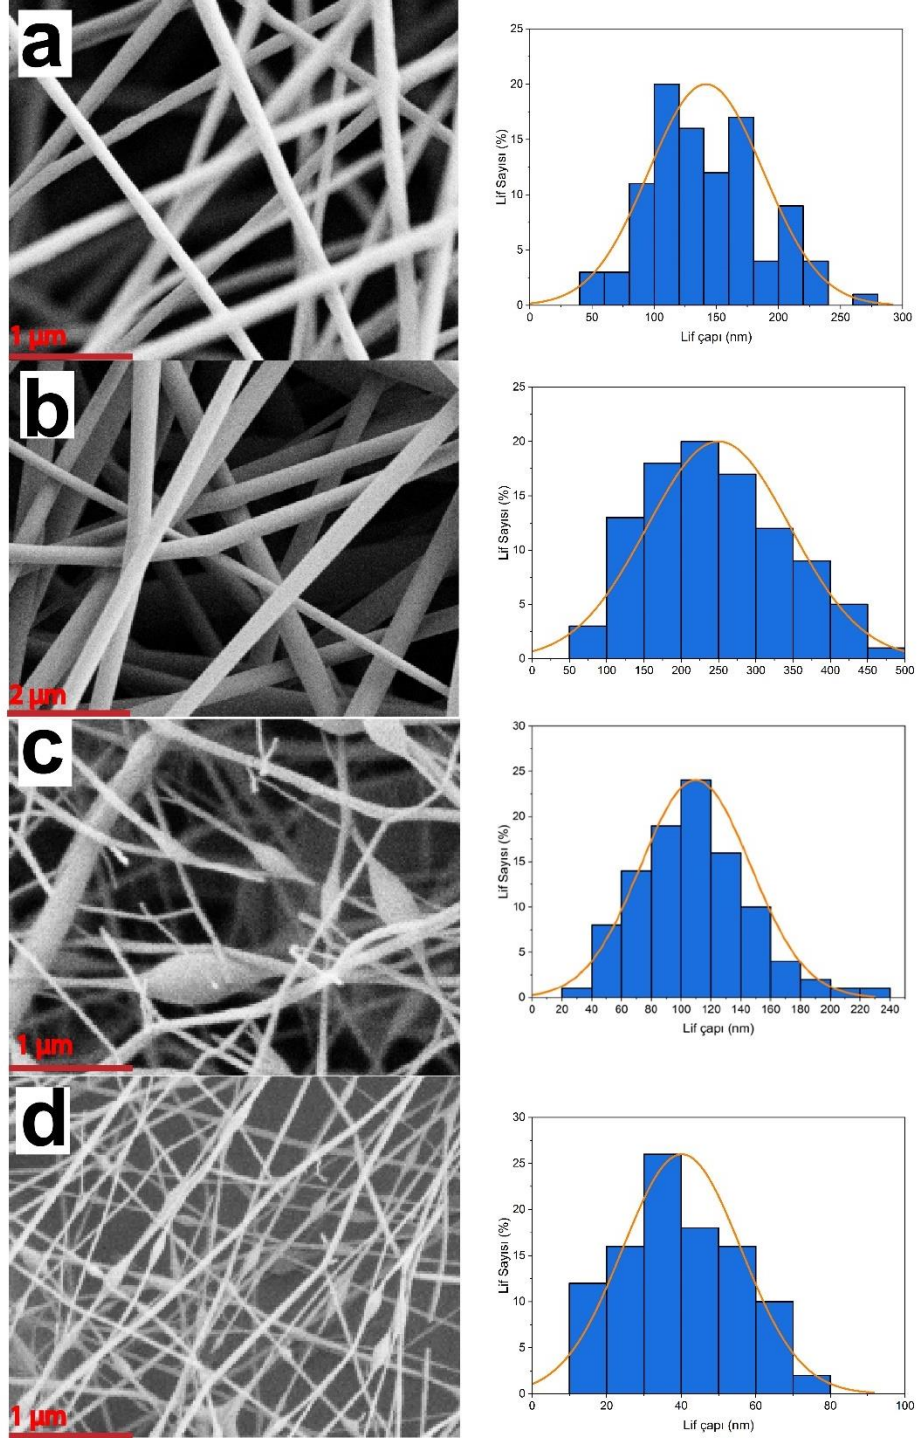 a
1 µm
25
20
15
10
5
0
Lif Sayısı (%)
0 50 100 150 200 250 300
Lif çapı (nm)
b
2 µm
25
20
15
10
5
0
Lif Sayısı (%)
0 50 100 150 200 250 300 350 400 450 500
Lif çapı (nm)
c
1 µm
30
25
20
15
10
5
0
Lif Sayısı (%)
0 20 40 60 80 100 120 140 160 180 200 220 240
Lif çapı (nm)
d
1 µm
30
25
20
15
10
5
0
Lif Sayısı (%)
0 20 40 60 80 100
Lif çapı (nm)